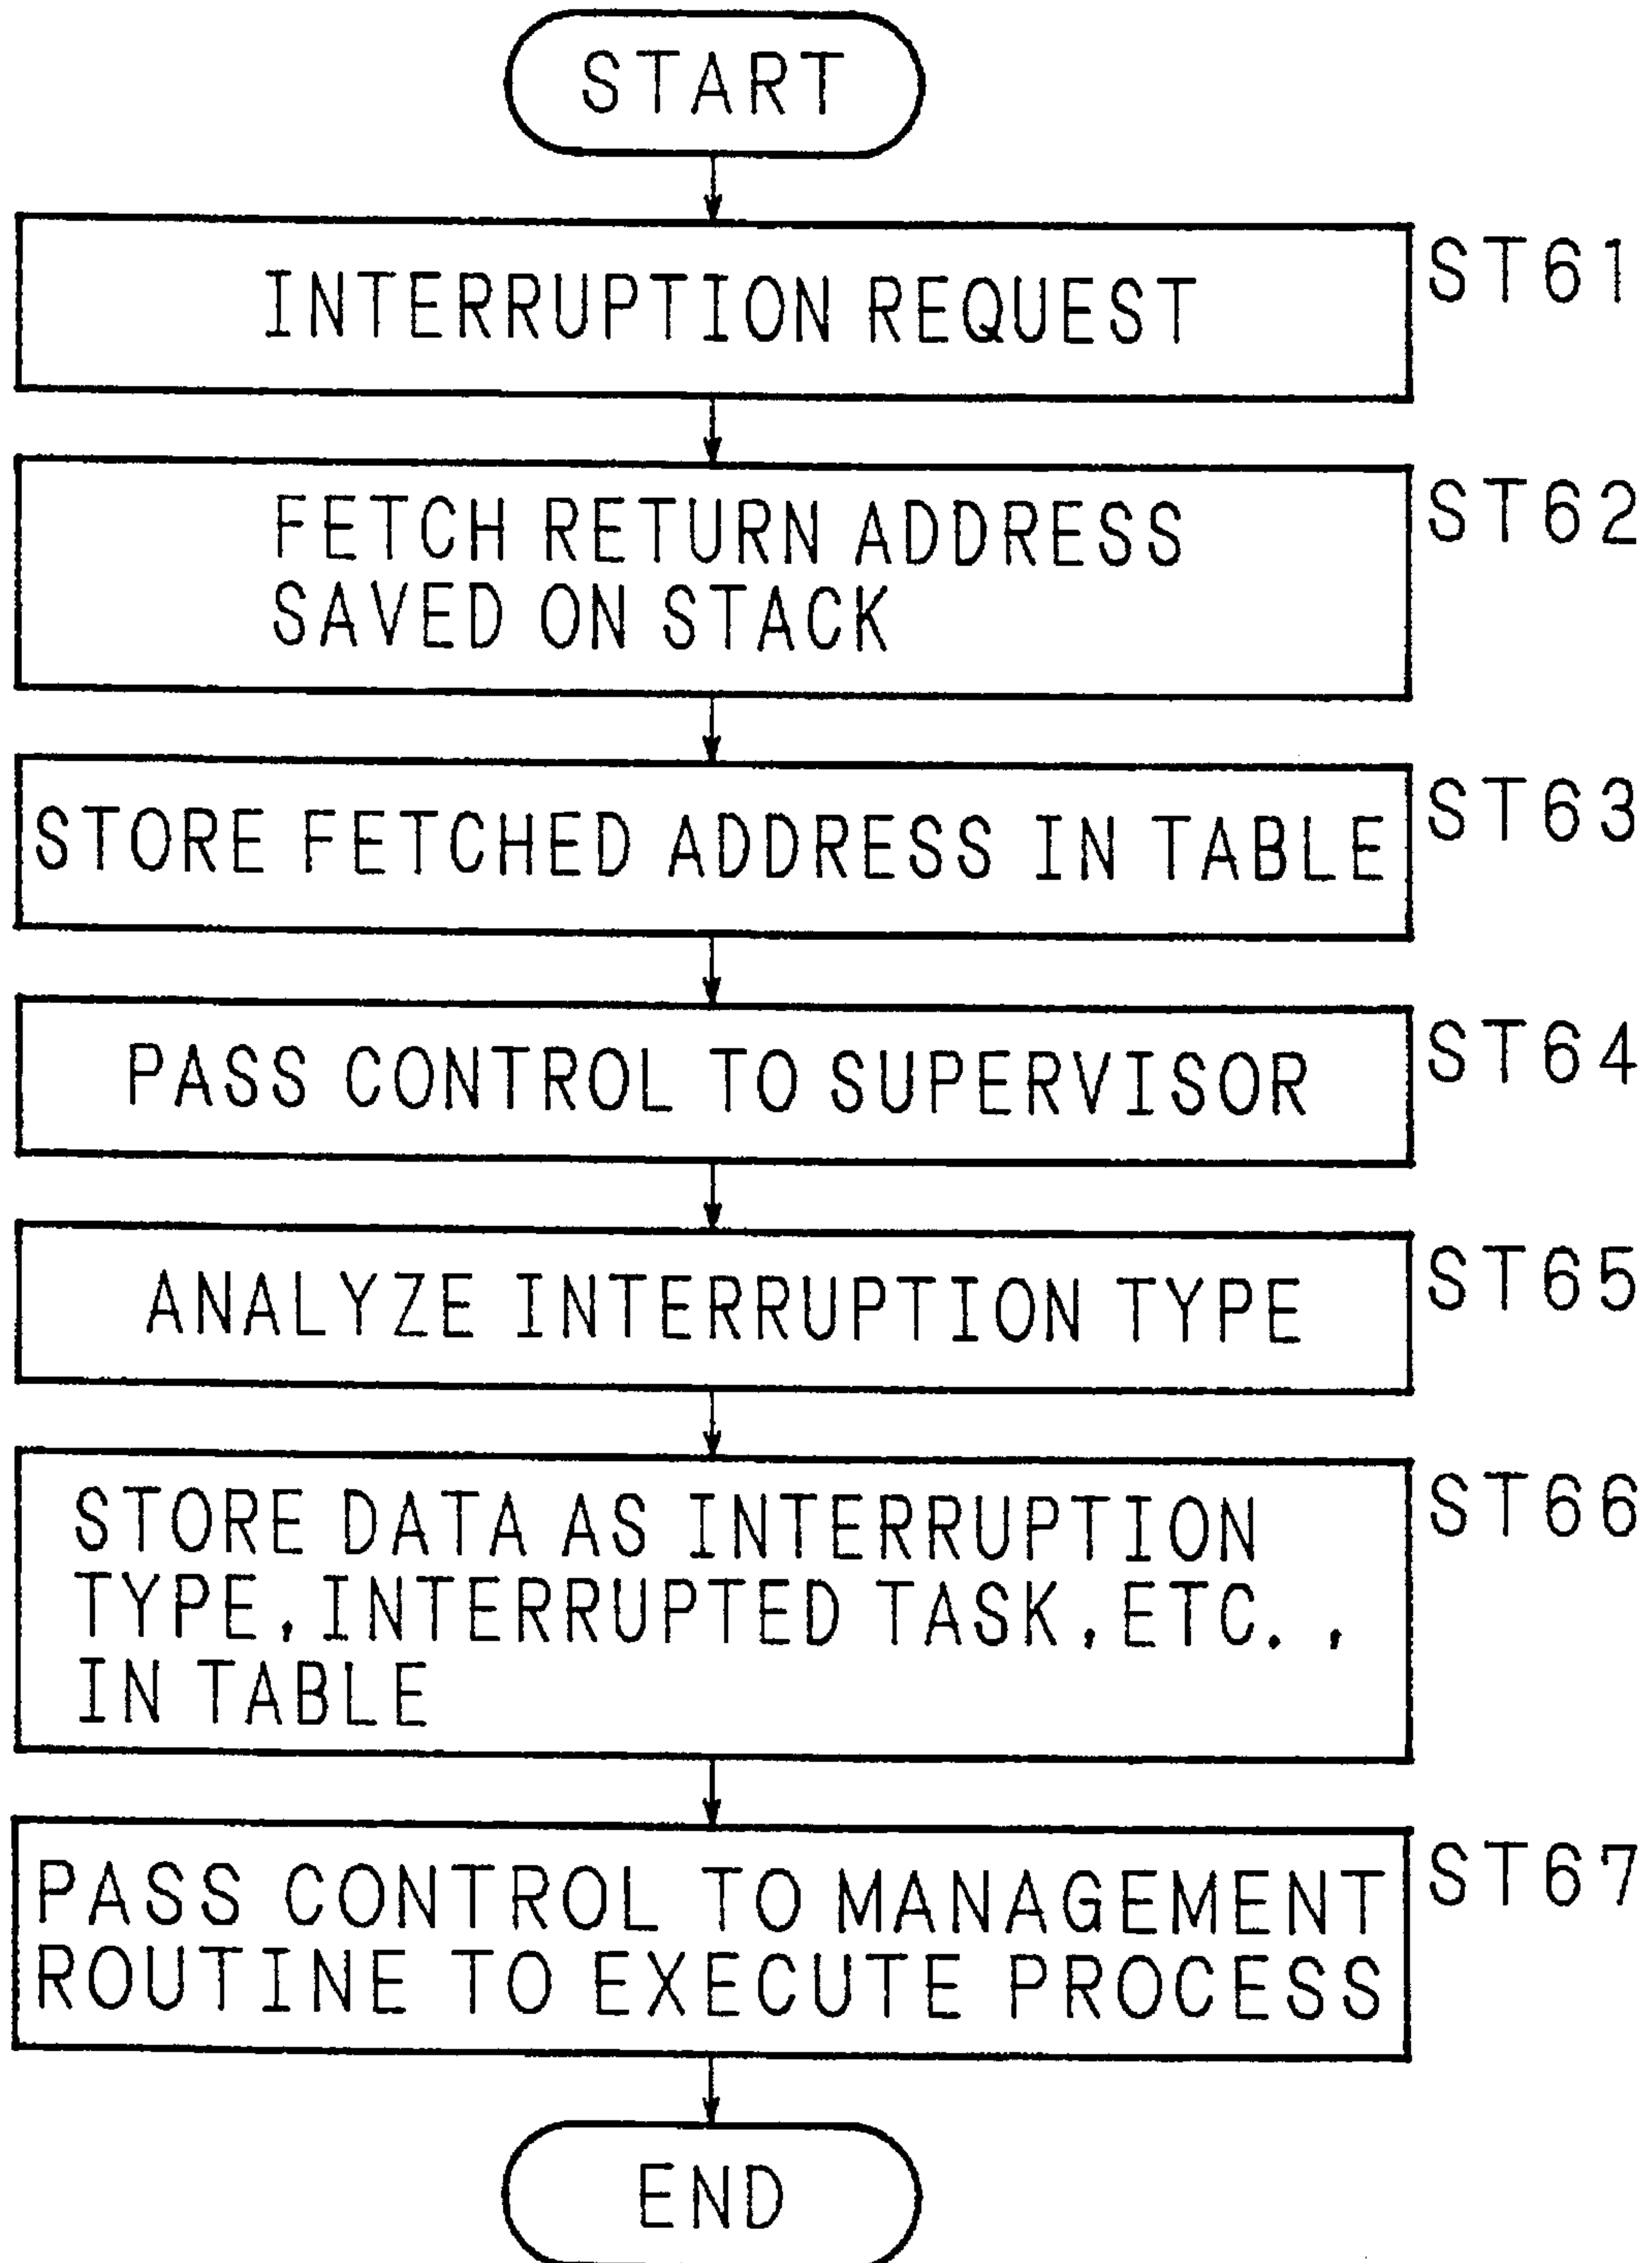 START
INTERRUPTION REQUEST
ST61
FETCH RETURN ADDRESS
SAVED ON STACK
ST62
STORE FETCHED ADDRESS IN TABLE
ST63
PASS CONTROL TO SUPERVISOR
ST64
ANALYZE INTERRUPTION TYPE
ST65
STORE DATA AS INTERRUPTION
TYPE, INTERRUPTED TASK, ETC.,
IN TABLE
ST66
PASS CONTROL TO MANAGEMENT
ROUTINE TO EXECUTE PROCESS
ST67
END